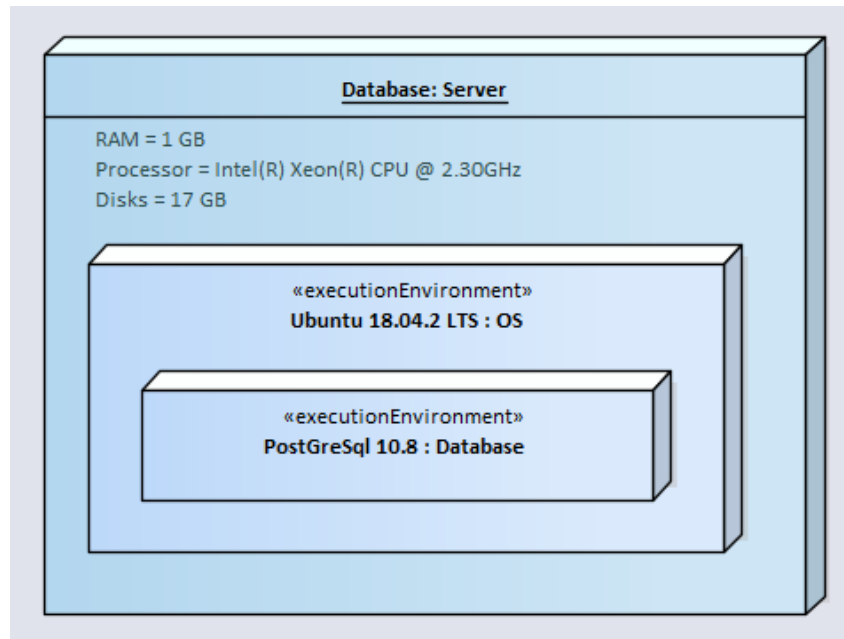 Database: Server
RAM = 1 GB
Processor = Intel(R) Xeon(R) CPU @ 2.30GHz
Disks = 17 GB
«executionEnvironment»
Ubuntu 18.04.2 LTS : OS
«executionEnvironment»
PostGreSql 10.8 : Database